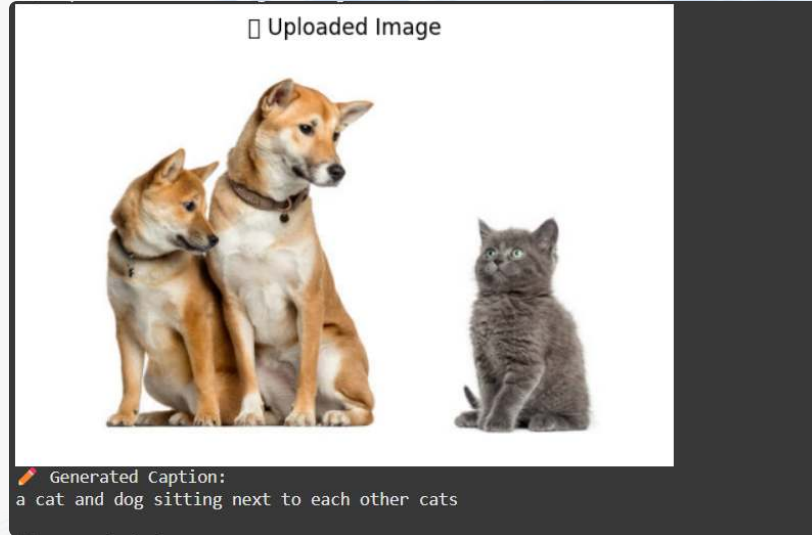 ▯ Uploaded Image
✏️ Generated Caption:
a cat and dog sitting next to each other cats